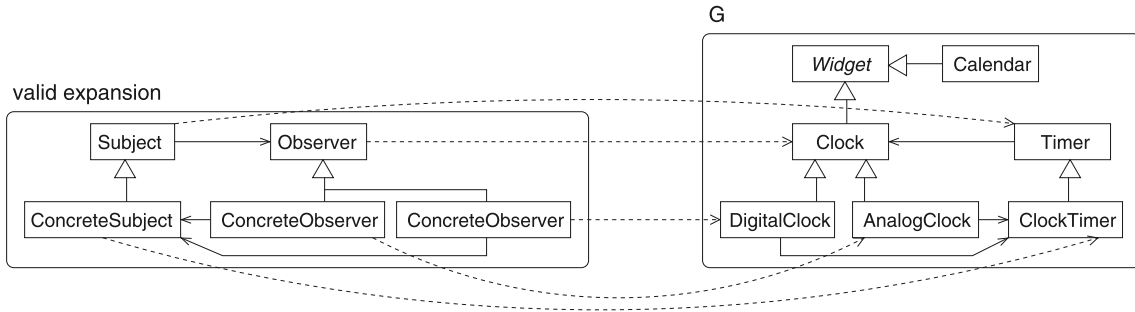 G
Widget Calendar
valid expansion
Subject Observer Clock Timer
ConcreteSubject ConcreteObserver ConcreteObserver DigitalClock AnalogClock ClockTimer